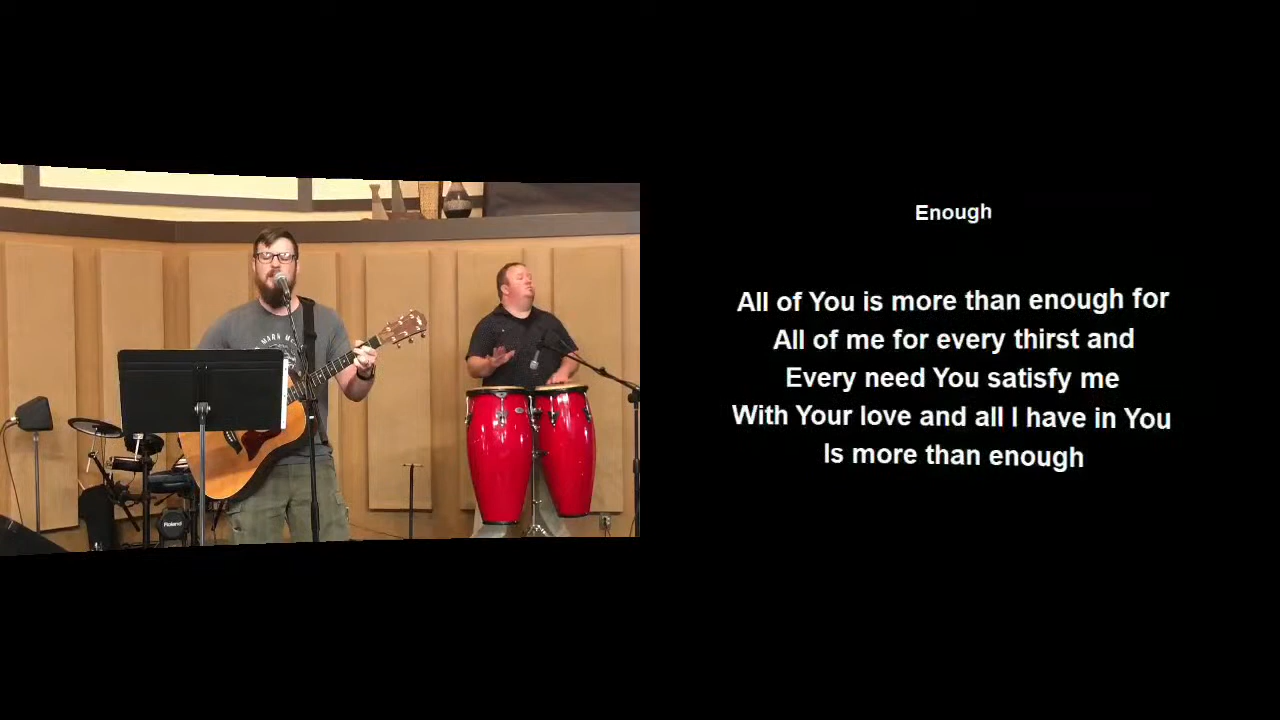 Enough
All of You is more than enough for
All of me for every thirst and
Every need You satisfy me
With Your love and all I have in You
Is more than enough
Roland